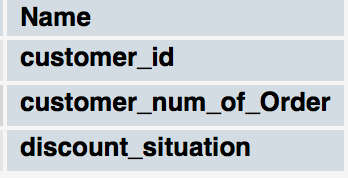 Name
customer_id
customer_num_of_Order
discount_situation